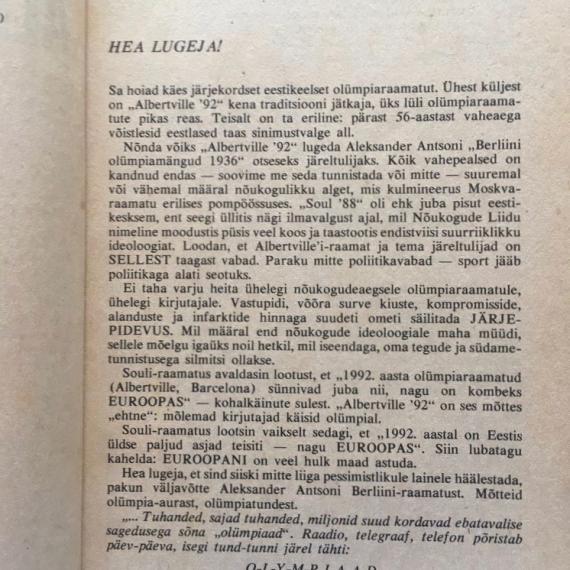 HEA LUGEJA!
Sa hoiad käes järjekordset eestikeelset olümpiaraamatut. Ühest küljest
on „Albertville ’92“ kena traditsiooni jätkaja, üks lüli olümpiaraama-
tute pikas reas. Teisalt on ta eriline: pärast 56-aastast vaheaega
võistlesid eestlased taas sinimustvalge all.
Nõnda võiks „Albertville ’92“ lugeda Aleksander Antsoni „Berliini
olümpiamängud 1936“ otseseks järeltulijaks. Kõik vahepealsed on
kandnud endas — soovime me seda tunnistada või mitte — suuremal
või vähemal määral nõukogulikku alget, mis kulmineerus Moskva-
raamatu erilises pompöössuses. „Soul ’88“ oli ehk juba pisut eesti-
kesksem, ent seegi üllitis nägi ilmavalgust ajal, mil Nõukogude Liidu
nimeline moodustis püsis veel koos ja taastootis endistviisi suurriiklikku
ideoloogiat. Loodan, et Albertville’i-raamat ja tema järeltulijad on
SELLEST taagast vabad. Paraku mitte poliitikavabad — sport jääb
poliitikaga alati seotuks.
Ei taha varju heita ühelegi nõukogudeaegsele olümpiaraamatule,
ühelegi kirjutajale. Vastupidi, võõra surve kiuste, kompromisside,
alanduste ja infarktide hinnaga suudeti ometi säilitada JÄRJE-
PIDEVUS. Mil määral end nõukogude ideoloogiale maha müüdi,
sellele mõelgu igaüks noil hetkil, mil iseendaga, oma tegude ja südame-
tunnistusega silmitsi ollakse.
Souli-raamatus avaldasin lootust, et „1992. aasta olümpiaraamatud
(Albertville, Barcelona) sünnivad juba nii, nagu on kombeks
EUROOPAS“ — kohalkäinute sulest. „Albertville ’92“ on ses mõttes
„ehtne“: mõlemad kirjutajad käisid olümpial.
Souli-raamatus lootsin vaikselt sedagi, et „1992. aastal on Eestis
üldse paljud asjad teisiti — nagu EUROOPAS“. Siin lubatagu
kahelda: EUROOPANI on veel hulk maad astuda.
Hea lugeja, et sind siiski mitte liiga pessimistlikule lainele häälestada,
pakun väljavõtte Aleksander Antsoni Berliini-raamatust. Mõtteid
olümpia-aurast, olümpiatundest.
„... Tuhanded, sajad tuhanded, miljonid suud kordavad ebatavalise
sagedusega sõna „olümpiaad“. Raadio, telegraaf, telefon põristab
päev-päeva, isegi tund-tunni järel tähti:
O-L-Y-M-P-I-A-A-D